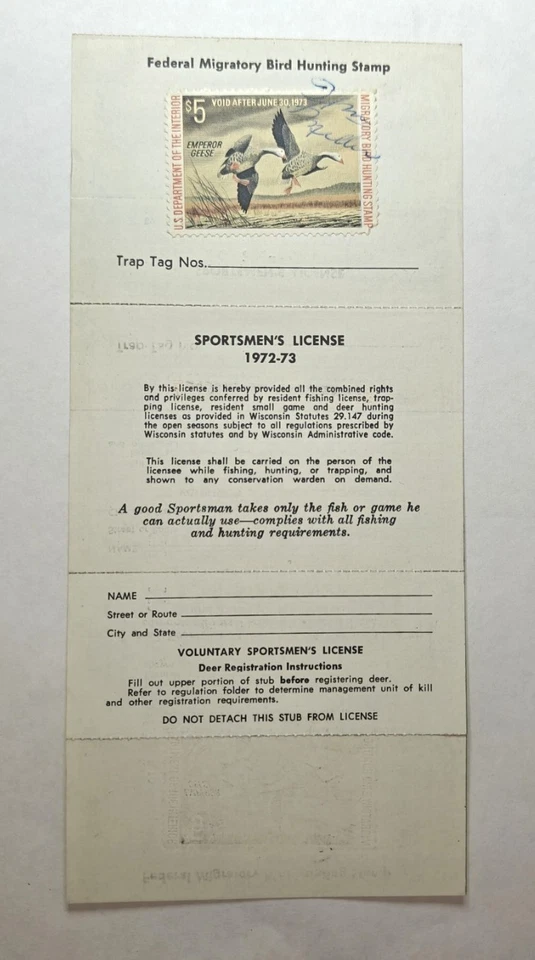 Federal Migratory Bird Hunting Stamp
U.S. DEPARTMENT OF THE INTERIOR
$5 VOID AFTER JUNE 30, 1973
EMPEROR
GEESE
MIGRATORY BIRD HUNTING STAMP
Trap Tag Nos.
SPORTSMEN'S LICENSE
1972-73
By this license is hereby provided all the combined rights
and privileges conferred by resident fishing license, trap-
ping license, resident small game and deer hunting
licenses as provided in Wisconsin Statutes 29.147 during
the open seasons subject to all regulations prescribed by
Wisconsin statutes and by Wisconsin Administrative code.
This license shall be carried on the person of the
licensee while fishing, hunting, or trapping, and
shown to any conservation warden on demand.
A good Sportsman takes only the fish or game he
can actually use—complies with all fishing
and hunting requirements.
NAME
Street or Route
City and State
VOLUNTARY SPORTSMEN'S LICENSE
Deer Registration Instructions
Fill out upper portion of stub before registering deer.
Refer to regulation folder to determine management unit of kill
and other registration requirements.
DO NOT DETACH THIS STUB FROM LICENSE